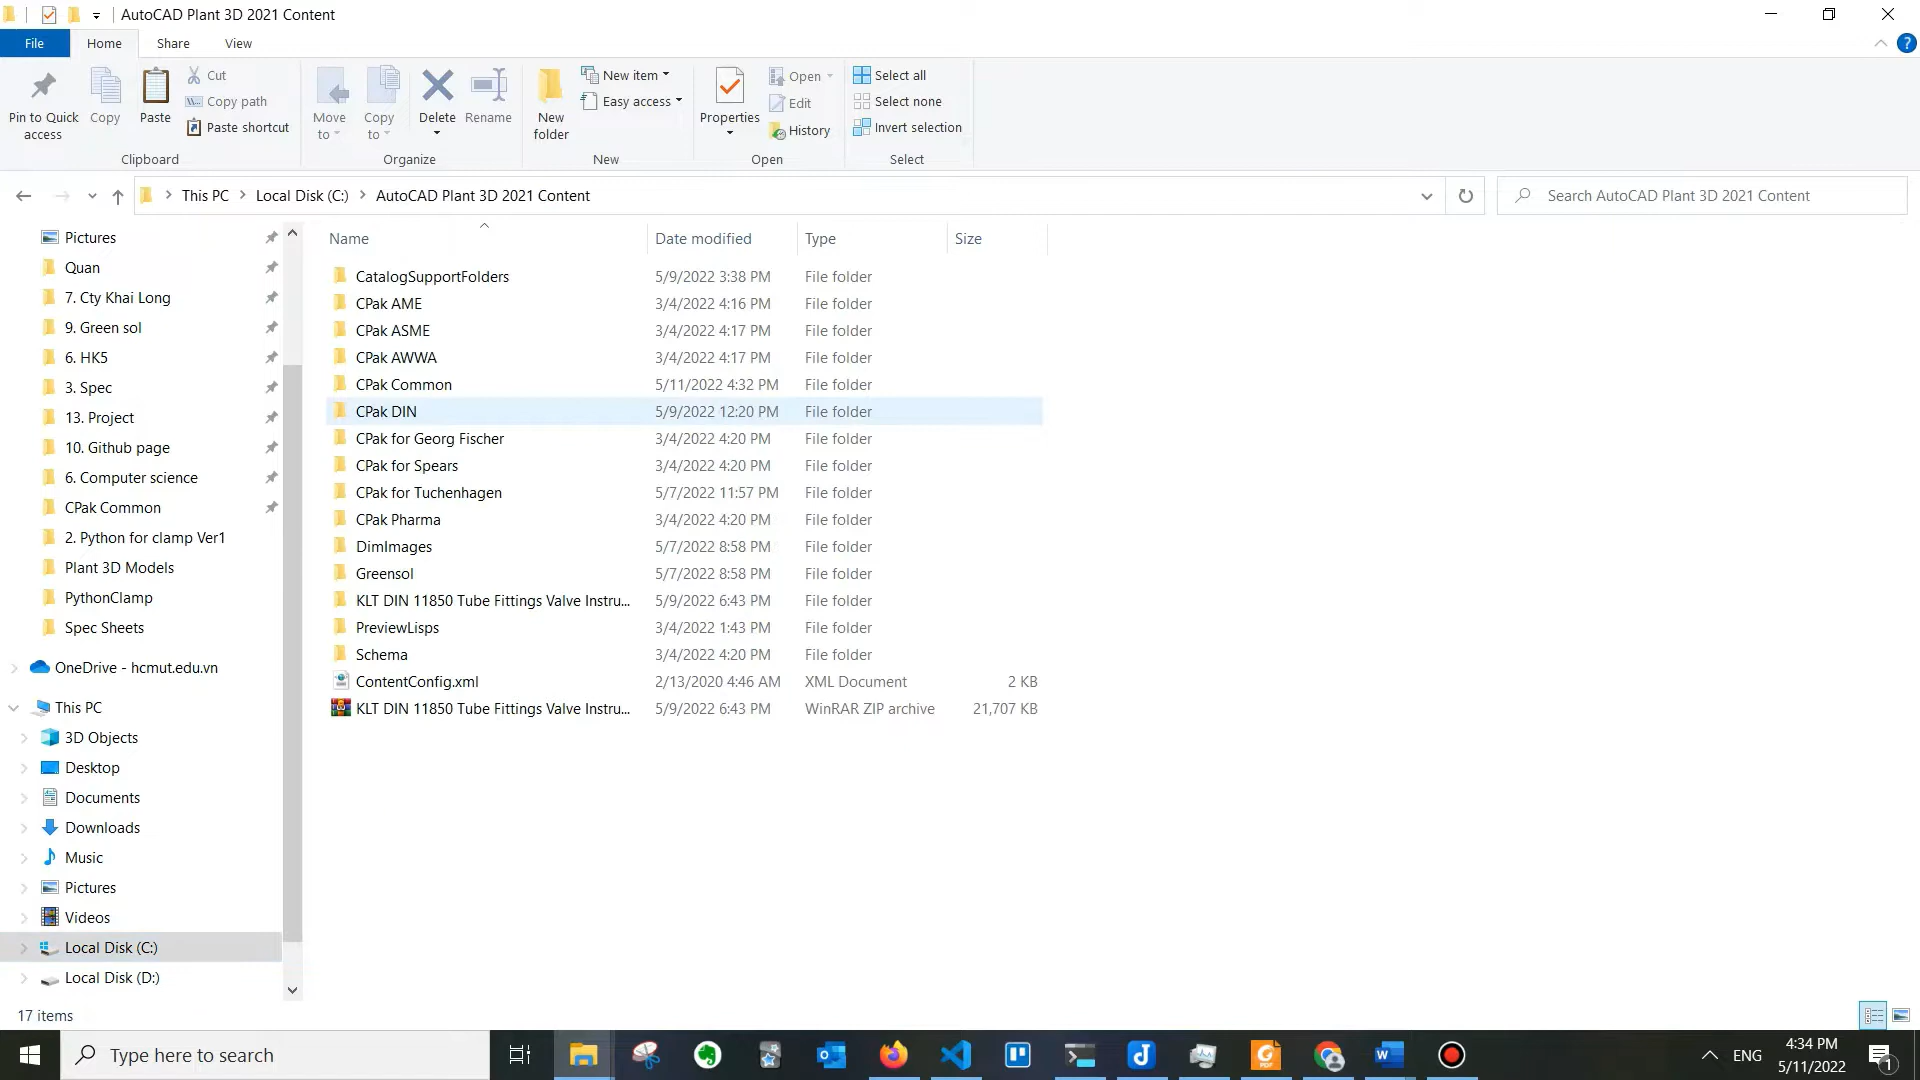 AutoCAD Plant 3D 2021 Content
File Home Share View
Pin to Quick access
Copy
Paste
Cut
Copy path
Paste shortcut
Clipboard
Move to
Copy to
Delete
Rename
Organize
New folder
New item
Easy access
New
Properties
Open
Edit
History
Open
Select all
Select none
Invert selection
Select
This PC Local Disk (C:) AutoCAD Plant 3D 2021 Content
Search AutoCAD Plant 3D 2021 Content
Pictures
Quan
7. Cty Khai Long
9. Green sol
6. HK5
3. Spec
13. Project
10. Github page
6. Computer science
CPak Common
2. Python for clamp Ver1
Plant 3D Models
PythonClamp
Spec Sheets
OneDrive - hcmut.edu.vn
This PC
3D Objects
Desktop
Documents
Downloads
Music
Pictures
Videos
Local Disk (C:)
Local Disk (D:)
Name Date modified Type Size
CatalogSupportFolders 5/9/2022 3:38 PM File folder
CPak AME 3/4/2022 4:16 PM File folder
CPak ASME 3/4/2022 4:17 PM File folder
CPak AWWA 3/4/2022 4:17 PM File folder
CPak Common 5/11/2022 4:32 PM File folder
CPak DIN 5/9/2022 12:20 PM File folder
CPak for Georg Fischer 3/4/2022 4:20 PM File folder
CPak for Spears 3/4/2022 4:20 PM File folder
CPak for Tuchenhagen 5/7/2022 11:57 PM File folder
CPak Pharma 3/4/2022 4:20 PM File folder
DimImages 5/7/2022 8:58 PM File folder
Greensol 5/7/2022 8:58 PM File folder
KLT DIN 11850 Tube Fittings Valve Instru... 5/9/2022 6:43 PM File folder
PreviewLisps 3/4/2022 1:43 PM File folder
Schema 3/4/2022 4:20 PM File folder
ContentConfig.xml 2/13/2020 4:46 AM XML Document 2 KB
KLT DIN 11850 Tube Fittings Valve Instru... 5/9/2022 6:43 PM WinRAR ZIP archive 21,707 KB
17 items
Type here to search
ENG
4:34 PM
5/11/2022
1